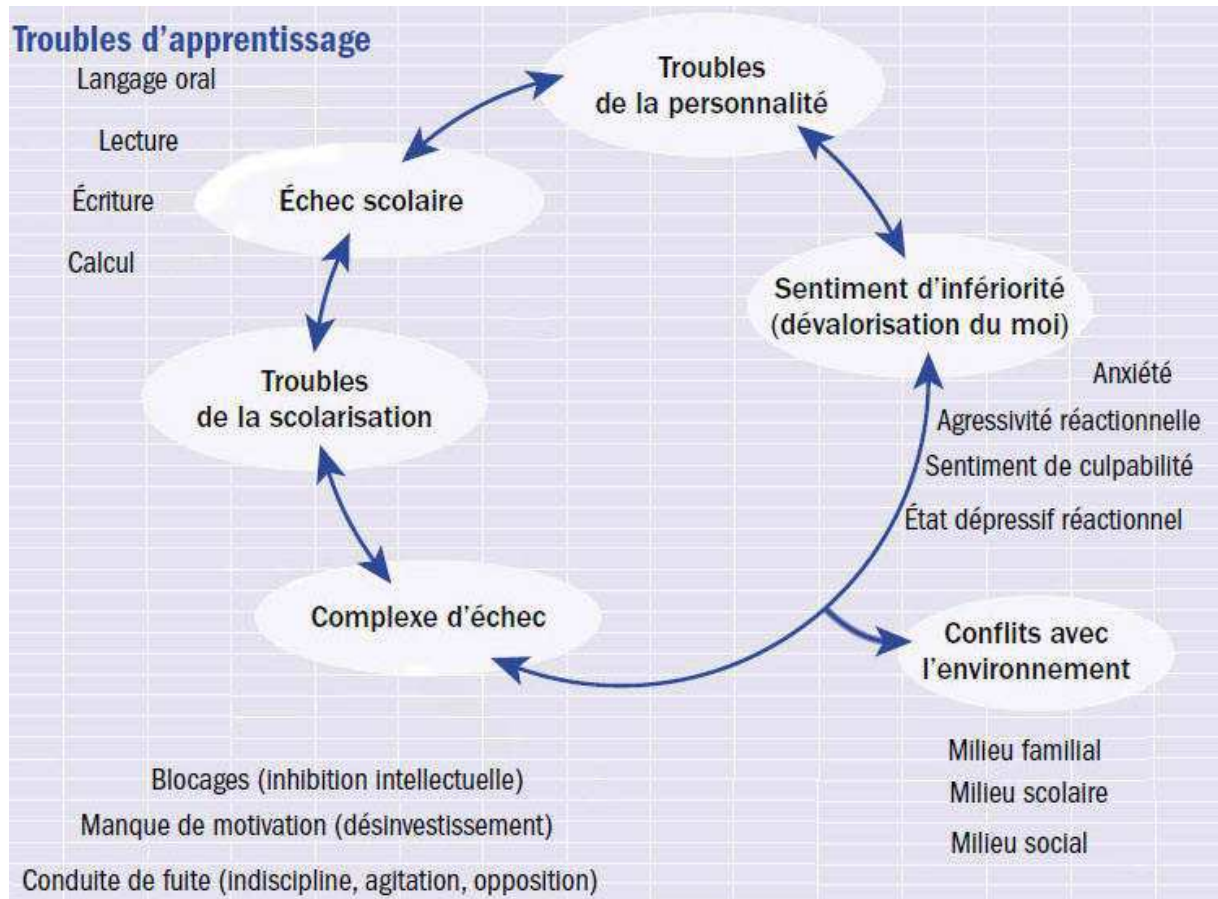 Troubles d'apprentissage
Langage oral
Lecture
Écriture
Calcul
Troubles
de la personnalité
Échec scolaire
Sentiment d'infériorité
(dévalorisation du moi)
Troubles
de la scolarisation
Anxiété
Agressivité réactionnelle
Sentiment de culpabilité
État dépressif réactionnel
Complexe d'échec
Conflits avec
l'environnement
Milieu familial
Milieu scolaire
Milieu social
Blocages (inhibition intellectuelle)
Manque de motivation (désinvestissement)
Conduite de fuite (indiscipline, agitation, opposition)